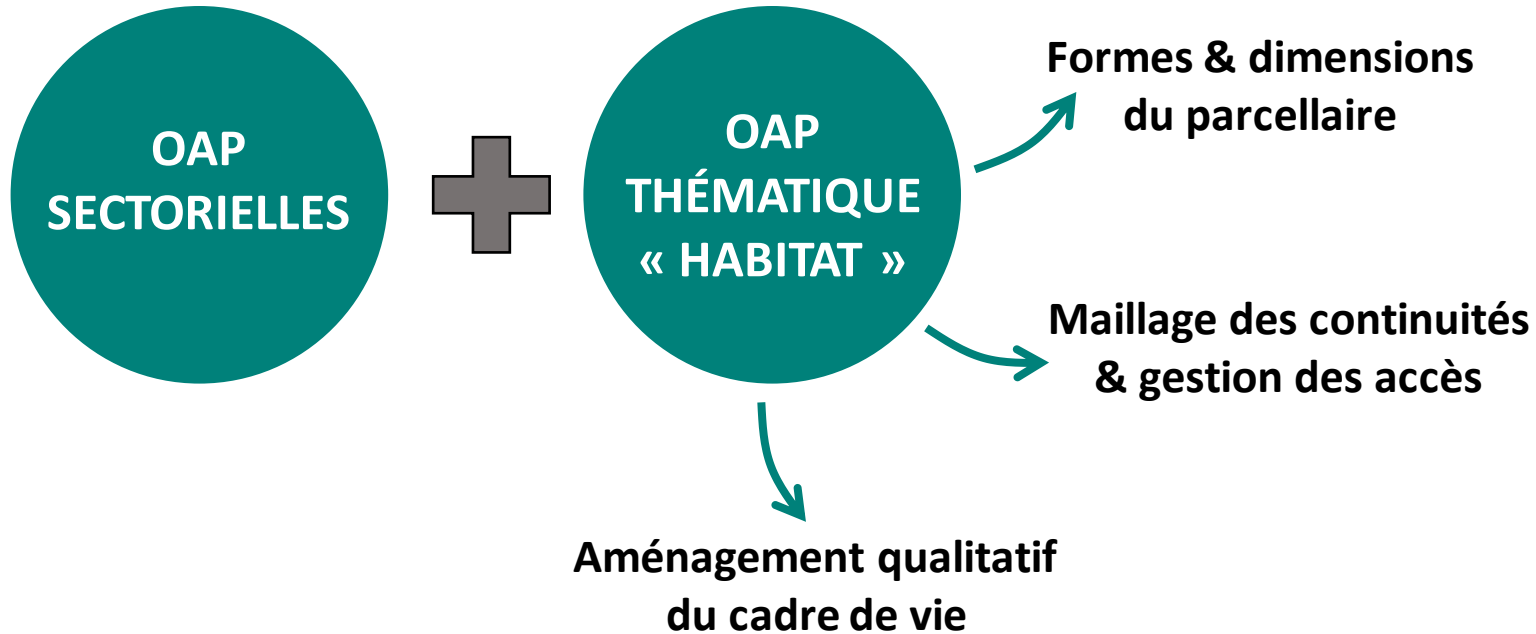 OAP
SECTORIELLES
OAP
THÉMATIQUE
« HABITAT »
Formes & dimensions
du parcellaire
Maillage des continuités
& gestion des accès
Aménagement qualitatif
du cadre de vie